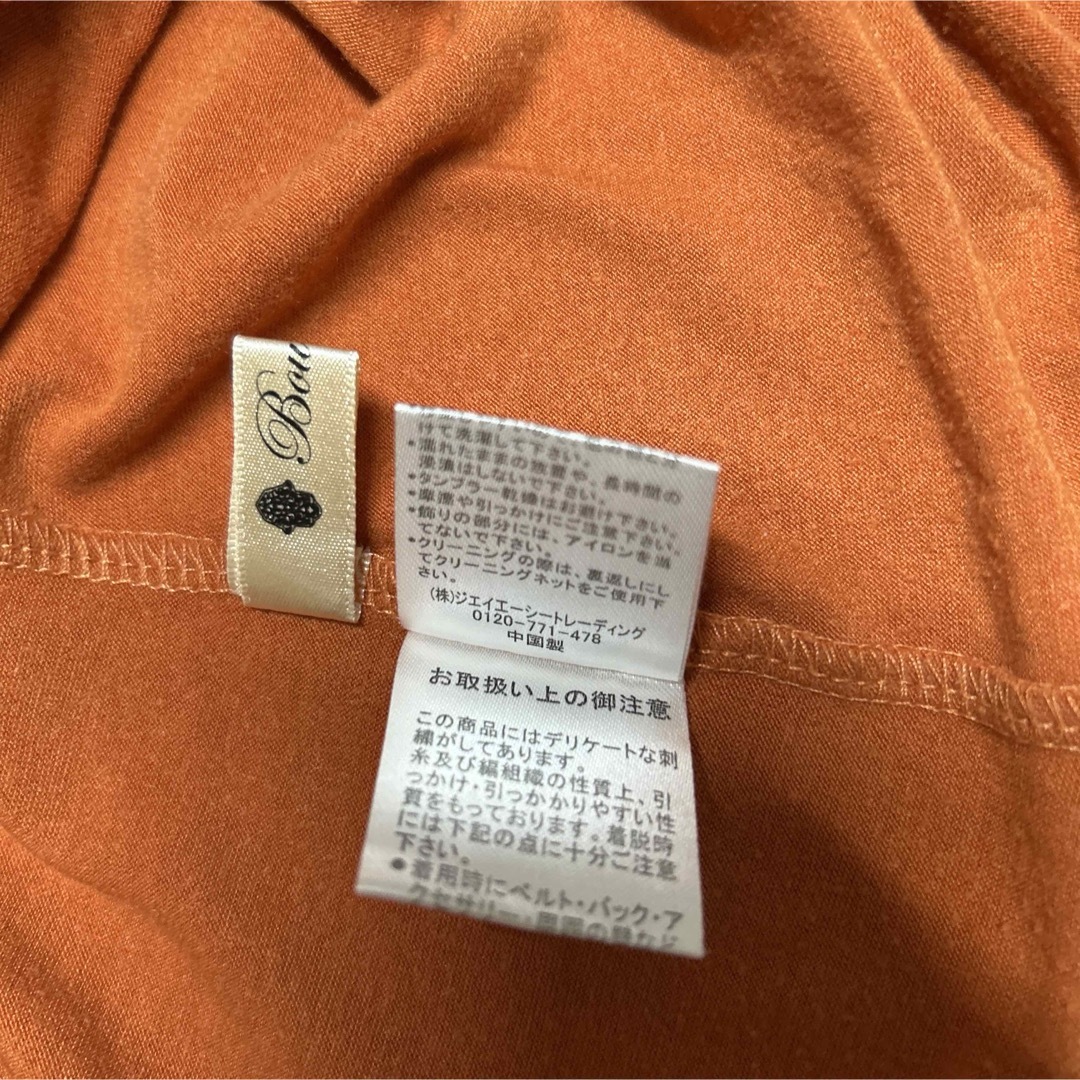 Bou
けて洗濯して下さい。
・濡れたままの放置や、長時間の
浸漬はしないで下さい。
・タンブラー乾燥はお避け下さい。
・摩擦や引っかけにご注意下さい。
・飾りの部分には、アイロンを当
てないで下さい。
・クリーニングの際は、裏返しにし
てクリーニングネットをご使用下
さい。
(株)ジェイエーシートレーディング
0120-771-478
中国製
お取扱い上の御注意
この商品にはデリケートな刺
繍がしてあります。
糸及び編組織の性質上、引
っかけ・引っかかりやすい性
質をもっております。着脱時
には下記の点に十分ご注意
下さい。
●着用時にベルト・バック・ア
クセサリー・
など